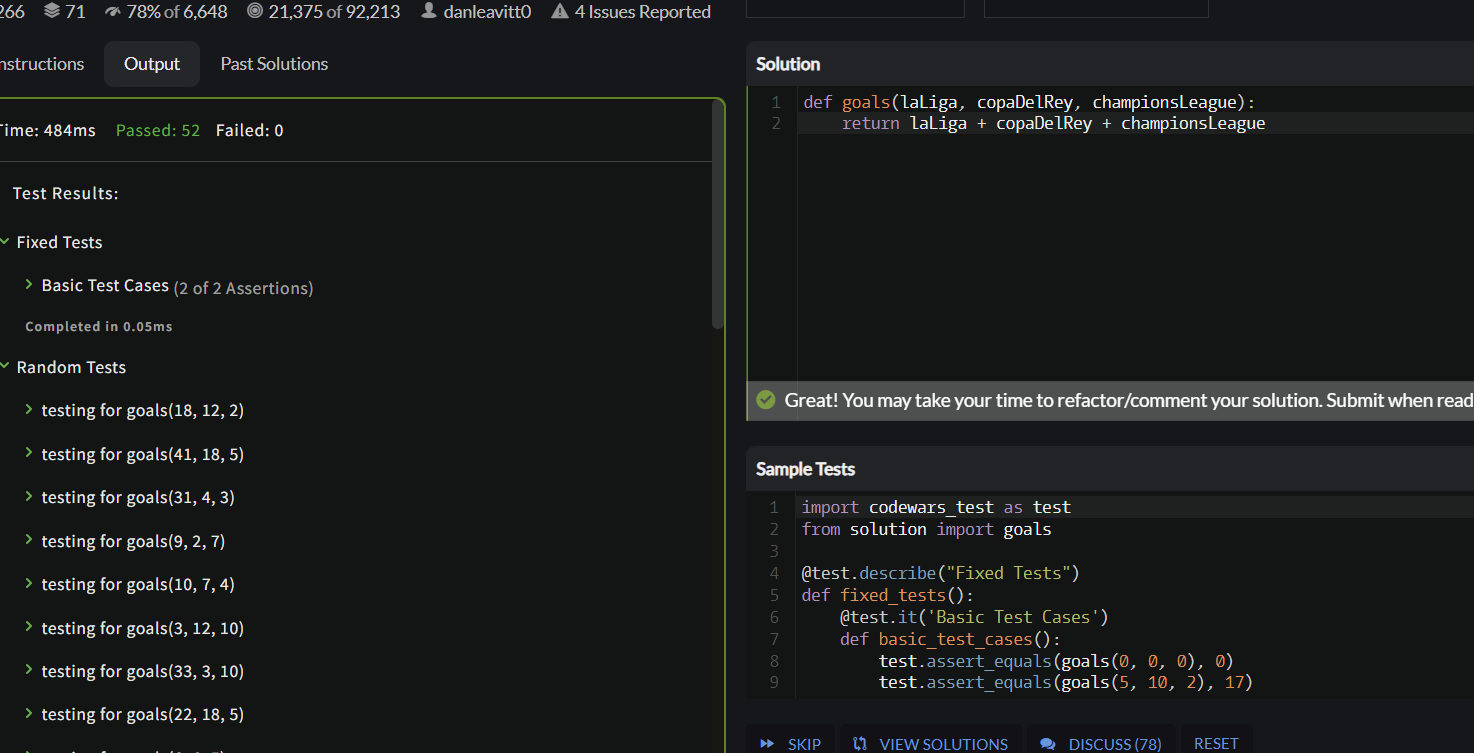 266 71 78% of 6,648 21,375 of 92,213 danleavitt0 4 Issues Reported
nstructions Output Past Solutions
Time: 484ms Passed: 52 Failed: 0
Test Results:
Fixed Tests
Basic Test Cases (2 of 2 Assertions)
Completed in 0.05ms
Random Tests
testing for goals(18, 12, 2)
testing for goals(41, 18, 5)
testing for goals(31, 4, 3)
testing for goals(9, 2, 7)
testing for goals(10, 7, 4)
testing for goals(3, 12, 10)
testing for goals(33, 3, 10)
testing for goals(22, 18, 5)
Solution
1 def goals(laLiga, copaDelRey, championsLeague):
2 return laLiga + copaDelRey + championsLeague
Great! You may take your time to refactor/comment your solution. Submit when read
Sample Tests
1 import codewars_test as test
2 from solution import goals
3
4 @test.describe("Fixed Tests")
5 def fixed_tests():
6 @test.it('Basic Test Cases')
7 def basic_test_cases():
8 test.assert_equals(goals(0, 0, 0), 0)
9 test.assert_equals(goals(5, 10, 2), 17)
SKIP VIEW SOLUTIONS DISCUSS (78) RESET